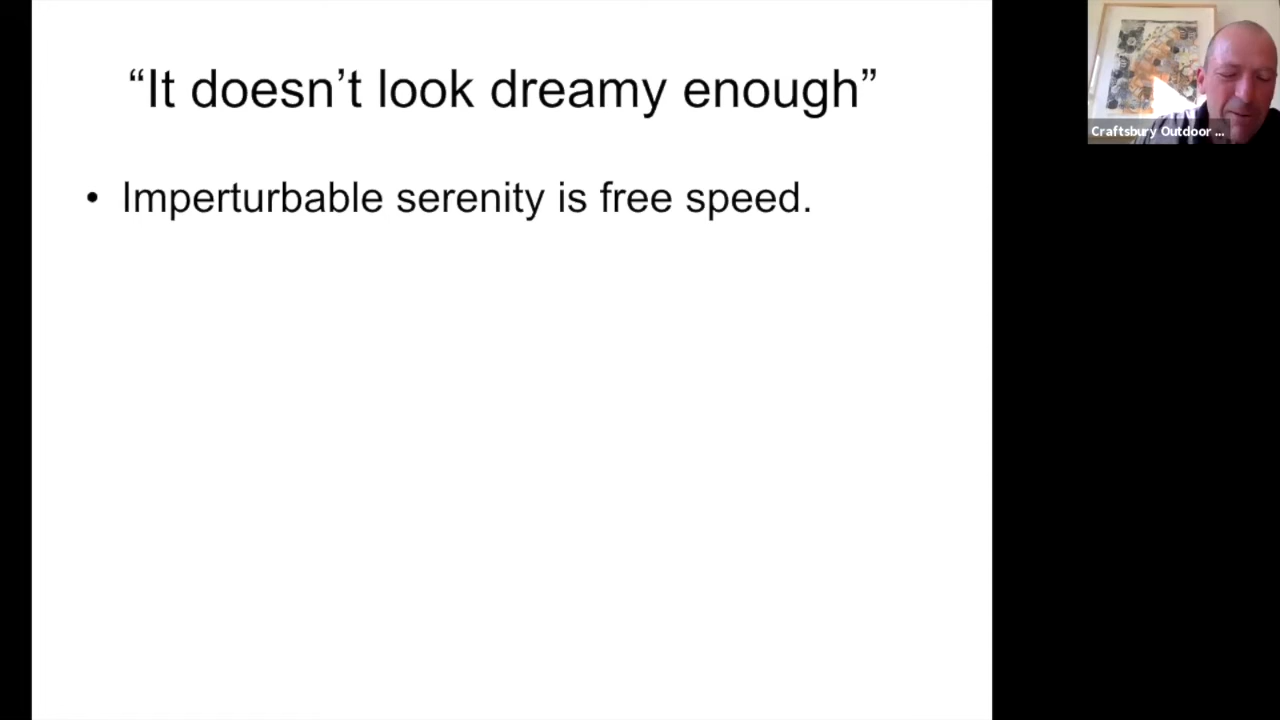 “It doesn’t look dreamy enough”
• Imperturbable serenity is free speed.
Craftsbury Outdoor ...